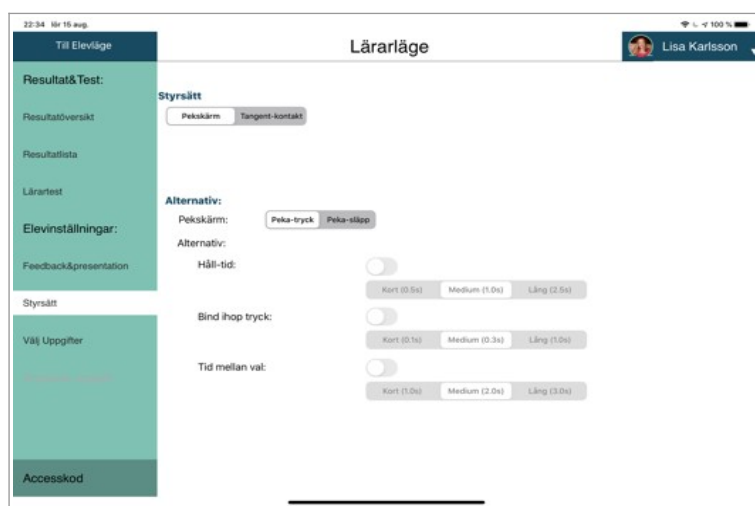 22:34 lör 15 aug.
100 %
Till Elevläge
Lärarläge
Lisa Karlsson
Resultat&Test:
Resultatöversikt
Resultatlista
Lärartest
Elevinställningar:
Feedback&presentation
Styrsätt
Välj Uppgifter
Accesskod
Styrsätt
Pekskärm Tangent-kontakt
Alternativ:
Pekskärm: Peka-tryck Peka-släpp
Alternativ:
Håll-tid:
Kort (0.5s) Medium (1.0s) Lång (2.5s)
Bind ihop tryck:
Kort (0.1s) Medium (0.3s) Lång (1.0s)
Tid mellan val:
Kort (1.0s) Medium (2.0s) Lång (3.0s)